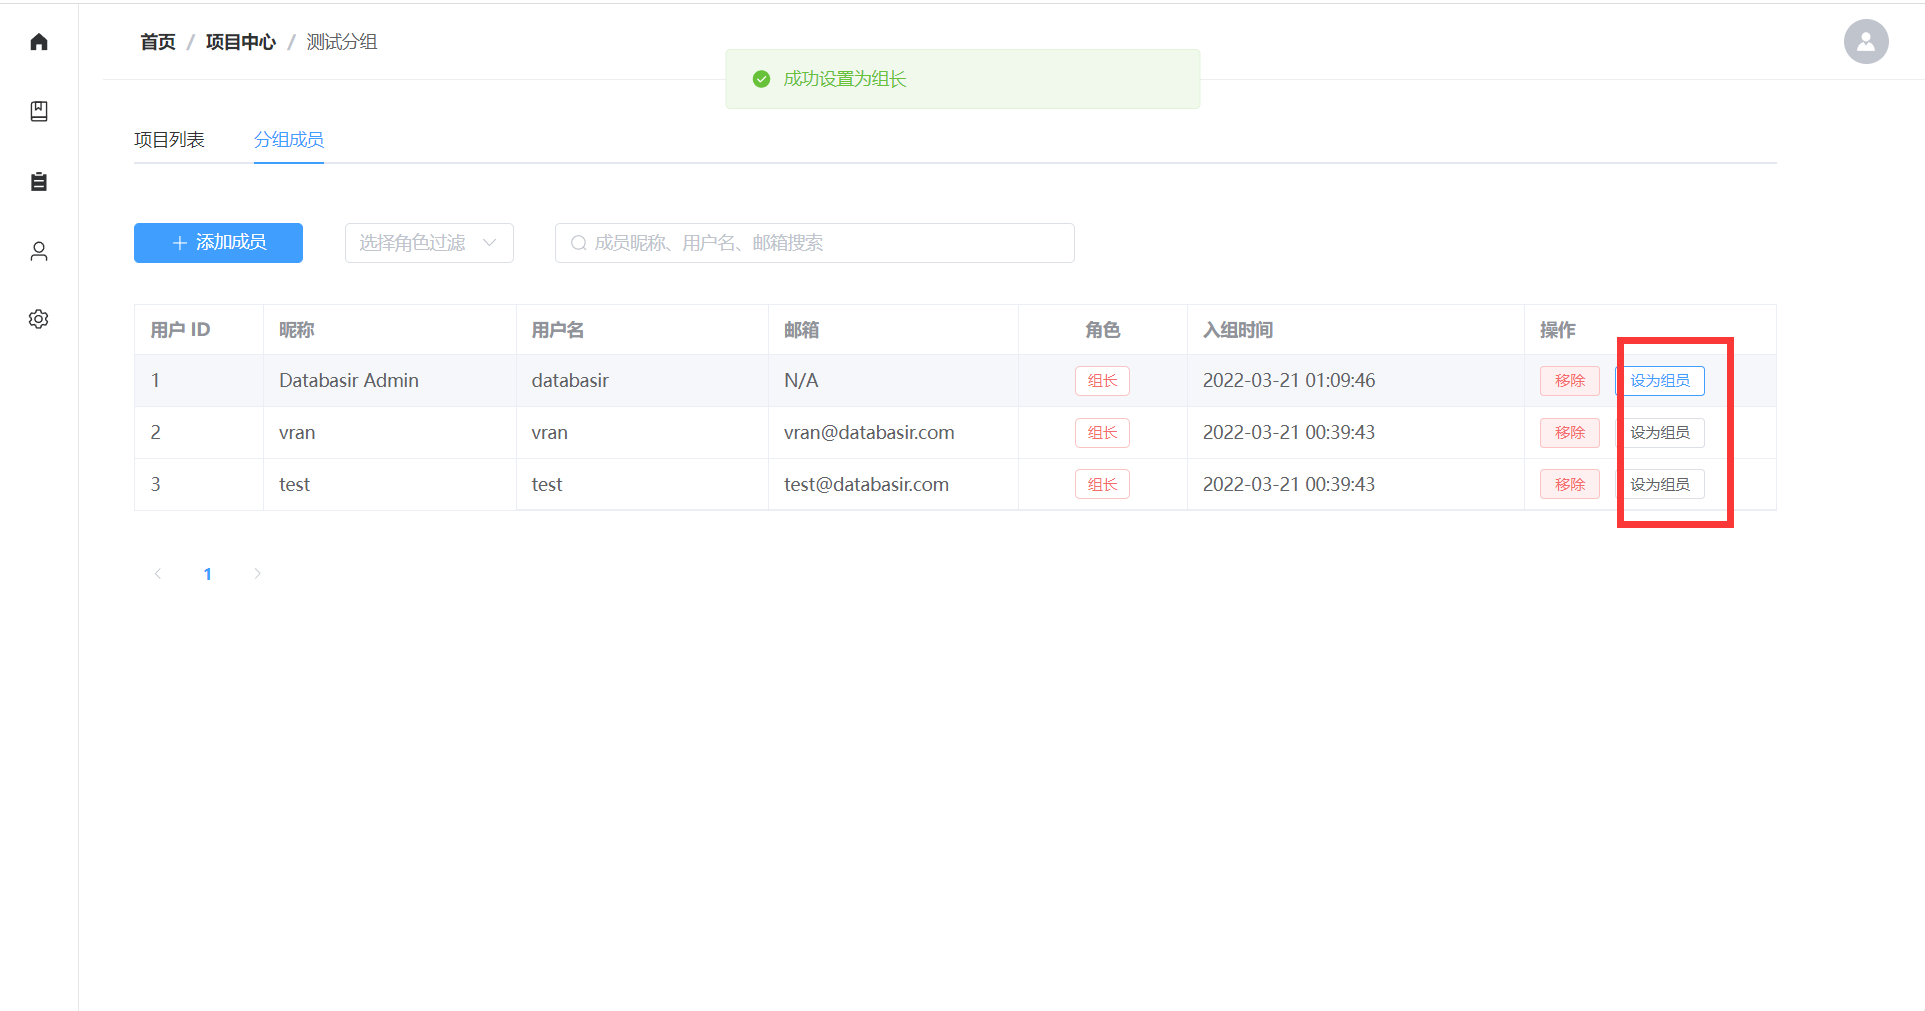 首页 / 项目中心 / 测试分组
成功设置为组长
项目列表 分组成员
添加成员 选择角色过滤 成员昵称、用户名、邮箱搜索
用户 ID 昵称 用户名 邮箱 角色 入组时间 操作
1 Databasir Admin databasir N/A 组长 2022-03-21 01:09:46 移除 设为组员
2 vran vran vran@databasir.com 组长 2022-03-21 00:39:43 移除 设为组员
3 test test test@databasir.com 组长 2022-03-21 00:39:43 移除 设为组员
1